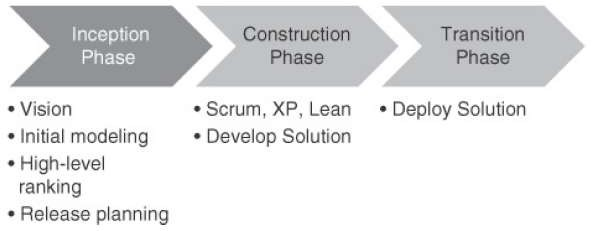 Inception
Phase
Construction
Phase
Transition
Phase
• Vision
• Initial modeling
• High-level
ranking
• Release planning
• Scrum, XP, Lean
• Develop Solution
• Deploy Solution